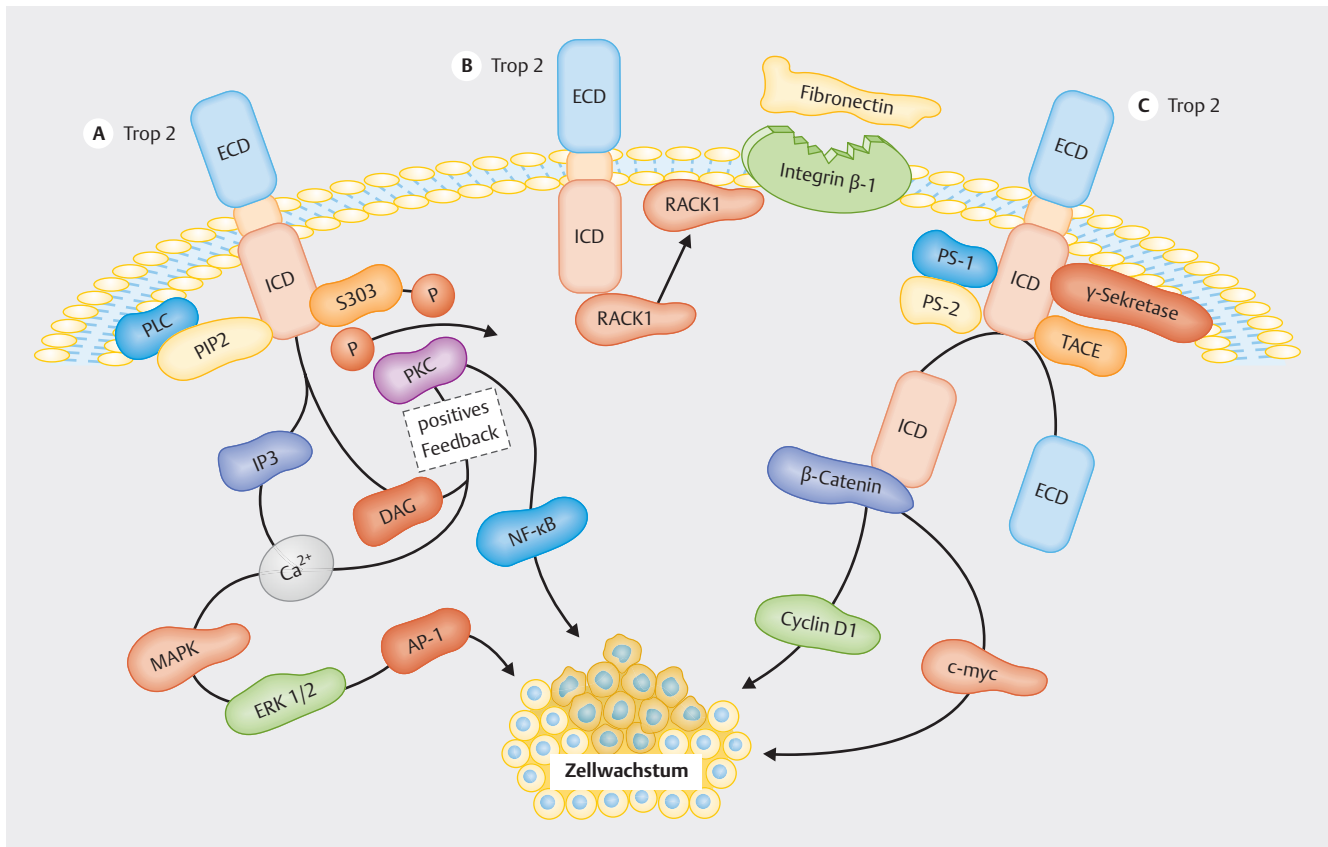 A Trop 2
ECD
ICD
PLC
PIP2
S303
P
P
PKC
positives
Feedback
IP3
DAG
Ca²⁺
NF-κB
MAPK
ERK 1/2
AP-1
B Trop 2
ECD
ICD
RACK1
RACK1
Fibronectin
Integrin β-1
C Trop 2
ECD
ICD
PS-1
PS-2
γ-Sekretase
TACE
ICD
ECD
β-Catenin
Cyclin D1
c-myc
Zellwachstum